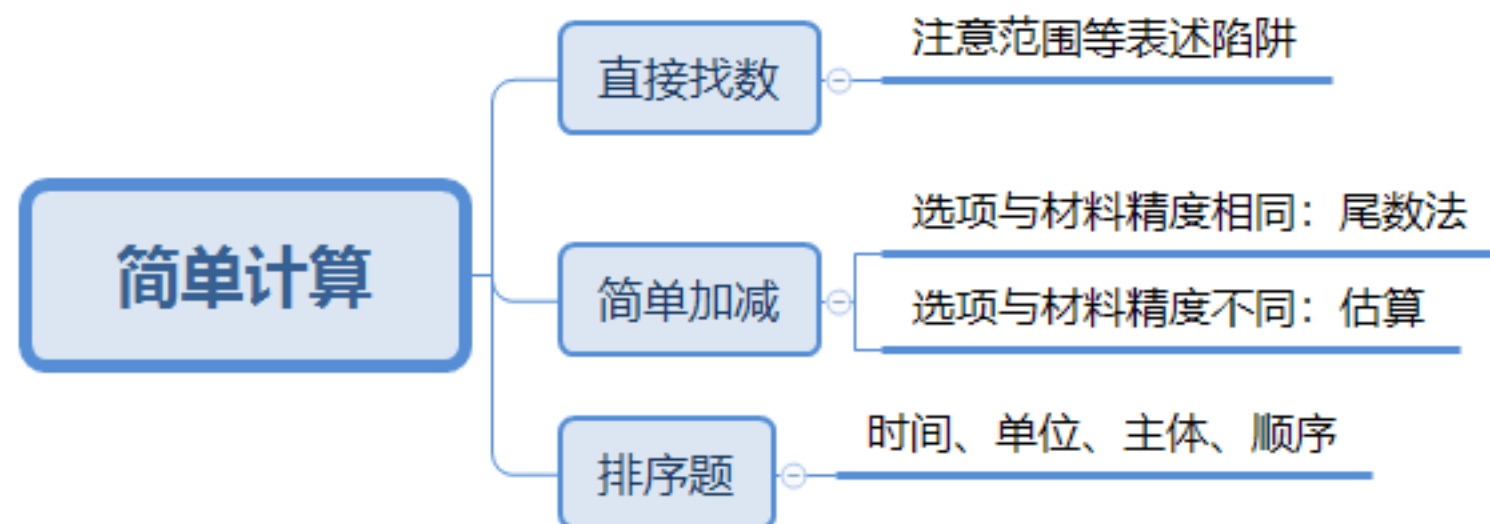 简单计算
直接找数
注意范围等表述陷阱
简单加减
选项与材料精度相同：尾数法
选项与材料精度不同：估算
排序题
时间、单位、主体、顺序